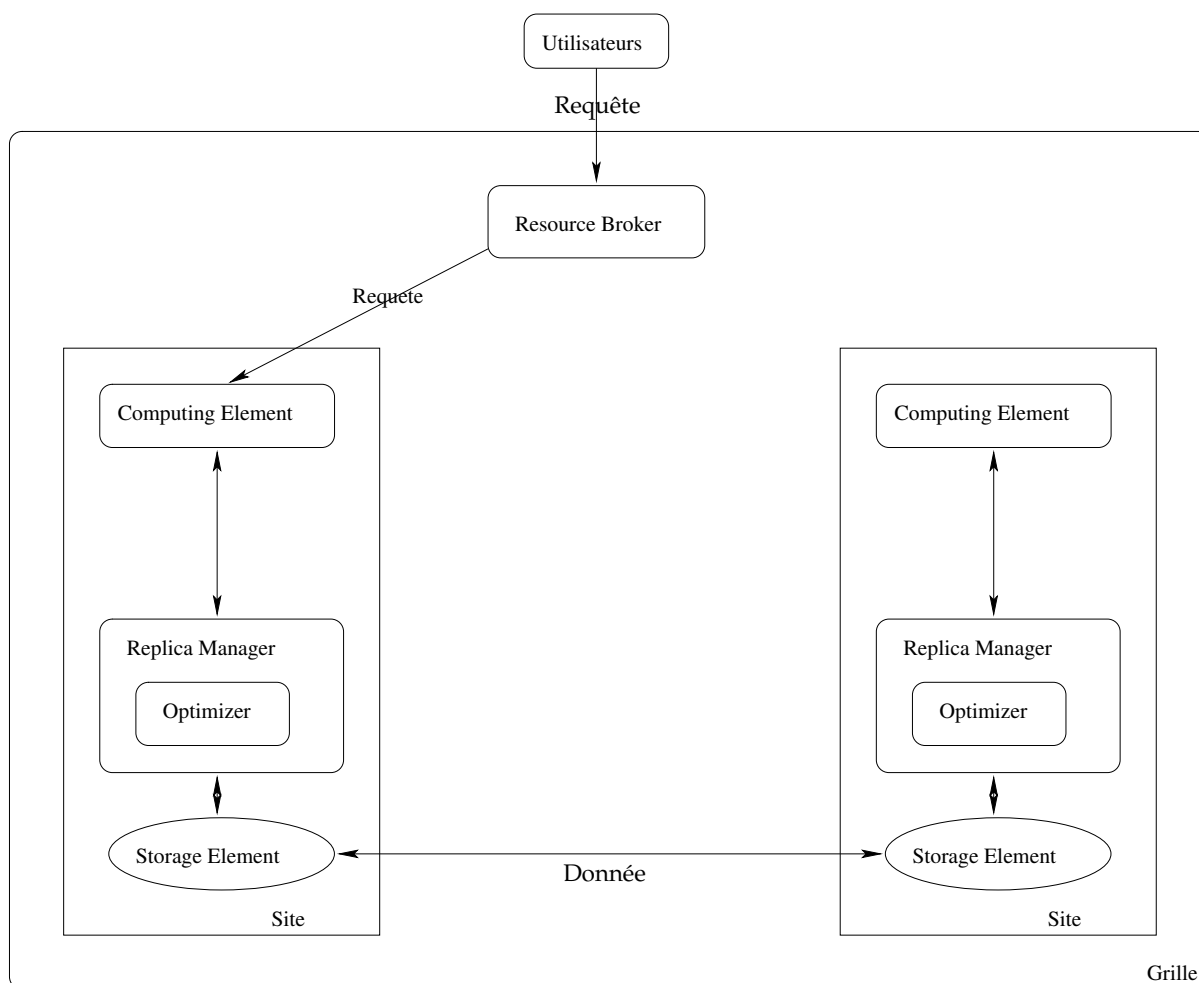 Utilisateurs
Requête
Resource Broker
Requete
Computing Element
Computing Element
Replica Manager
Replica Manager
Optimizer
Optimizer
Storage Element
Storage Element
Donnée
Site
Site
Grille